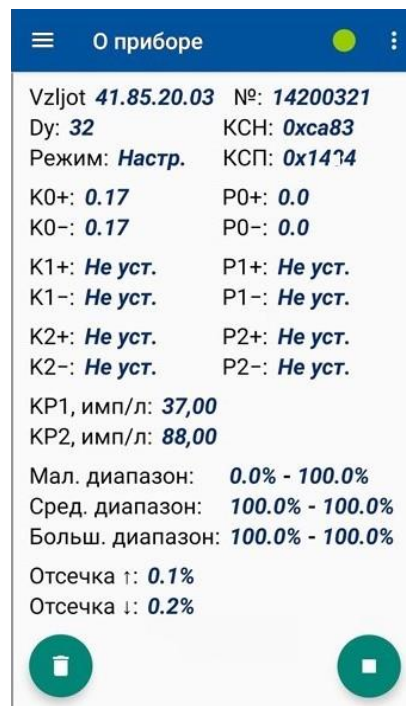 О приборе
Vzljot 41.85.20.03 №: 14200321
Dy: 32 КСН: 0xca83
Режим: Настр. КСП:
K0+: 0.17 P0+: 0.0
K0−: 0.17 P0−: 0.0
K1+: Не уст. P1+: Не уст.
K1−: Не уст. P1−: Не уст.
K2+: Не уст. P2+: Не уст.
K2−: Не уст. P2−: Не уст.
KP1, имп/л: 37,00
KP2, имп/л: 88,00
Мал. диапазон: 0.0% - 100.0%
Сред. диапазон: 100.0% - 100.0%
Больш. диапазон: 100.0% - 100.0%
Отсечка ↑: 0.1%
Отсечка ↓: 0.2%